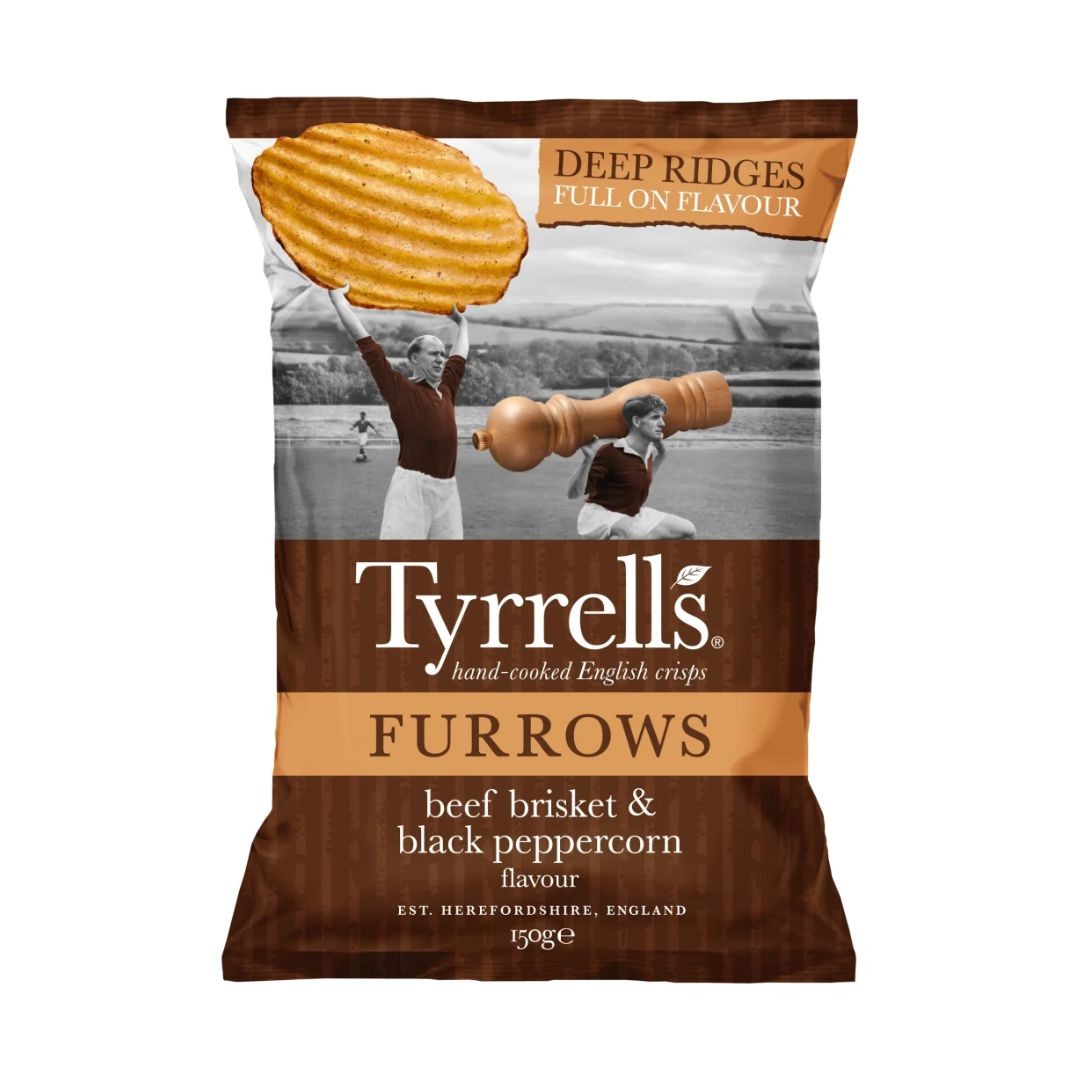 DEEP RIDGES
FULL ON FLAVOUR
Tyrrell's®
hand-cooked English crisps
FURROWS
beef brisket &
black peppercorn
flavour
EST. HEREFORDSHIRE, ENGLAND
150g℮